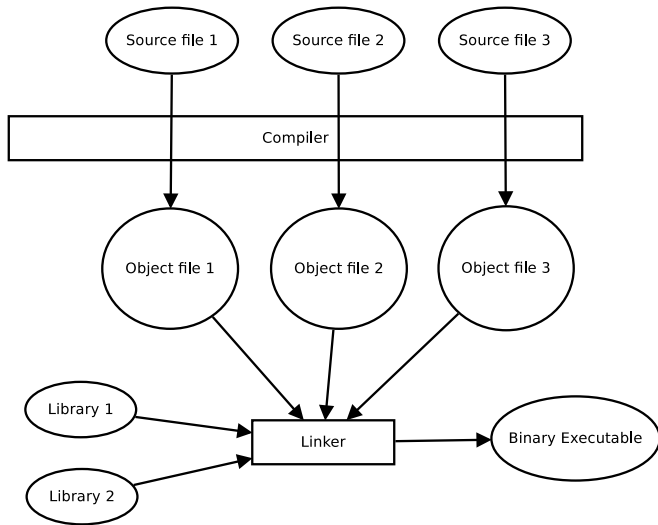 Source file 1
Source file 2
Source file 3
Compiler
Object file 1
Object file 2
Object file 3
Library 1
Linker
Binary Executable
Library 2